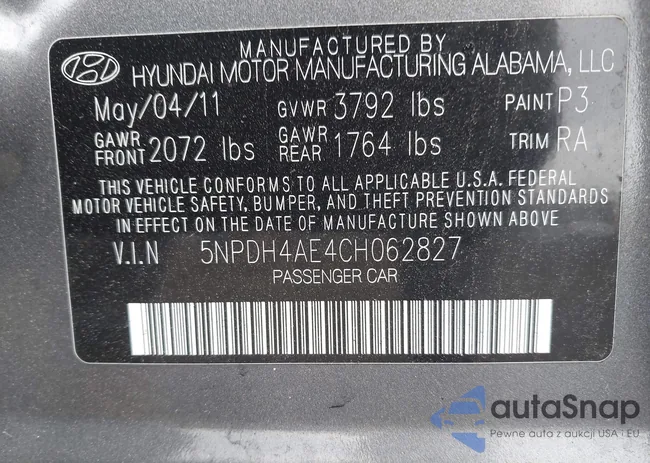 MANUFACTURED BY
HYUNDAI MOTOR MANUFACTURING ALABAMA, LLC
May/04/11 GVWR 3792 lbs PAINT P3
GAWR FRONT 2072 lbs GAWR REAR 1764 lbs TRIM RA
THIS VEHICLE CONFORMS TO ALL APPLICABLE U.S.A. FEDERAL
MOTOR VEHICLE SAFETY, BUMPER, AND THEFT PREVENTION STANDARDS
IN EFFECT ON THE DATE OF MANUFACTURE SHOWN ABOVE
V.I.N 5NPDH4AE4CH062827
PASSENGER CAR
autaSnap
Pewne auta z aukcji USA i EU